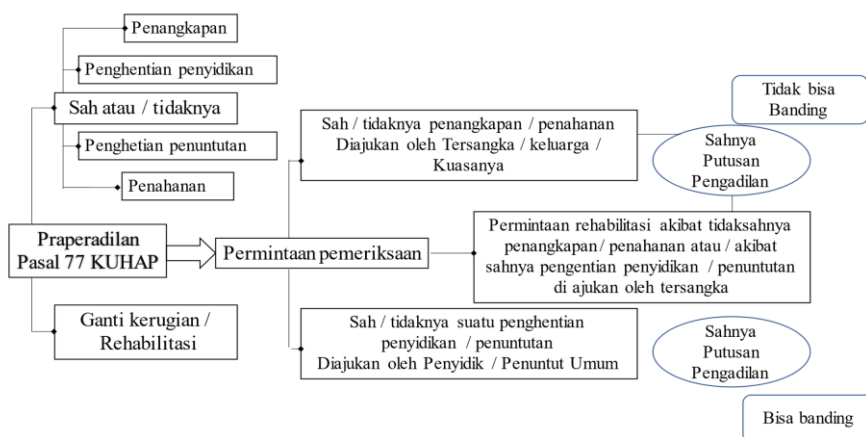 Penangkapan
Penghentian penyidikan
Sah atau / tidaknya
Penghetian penuntutan
Penahanan
Praperadilan
Pasal 77 KUHAP
Ganti kerugian /
Rehabilitasi
Permintaan pemeriksaan
Sah / tidaknya penangkapan / penahanan
Diajukan oleh Tersangka / keluarga /
Kuasanya
Permintaan rehabilitasi akibat tidaksahnya
penangkapan / penahanan atau / akibat
sahnya pengentian penyidikan / penuntutan
di ajukan oleh tersangka
Sah / tidaknya suatu penghentian
penyidikan / penuntutan
Diajukan oleh Penyidik / Penuntut Umum
Tidak bisa
Banding
Sahnya
Putusan
Pengadilan
Sahnya
Putusan
Pengadilan
Bisa banding